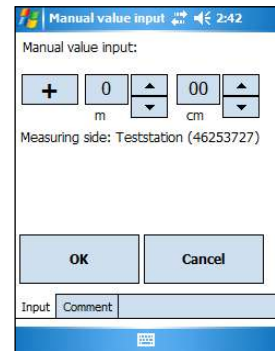 Manual value input 2:42
Manual value input:
+ 0 00
m cm
Measuring side: Teststation (46253727)
OK Cancel
Input Comment